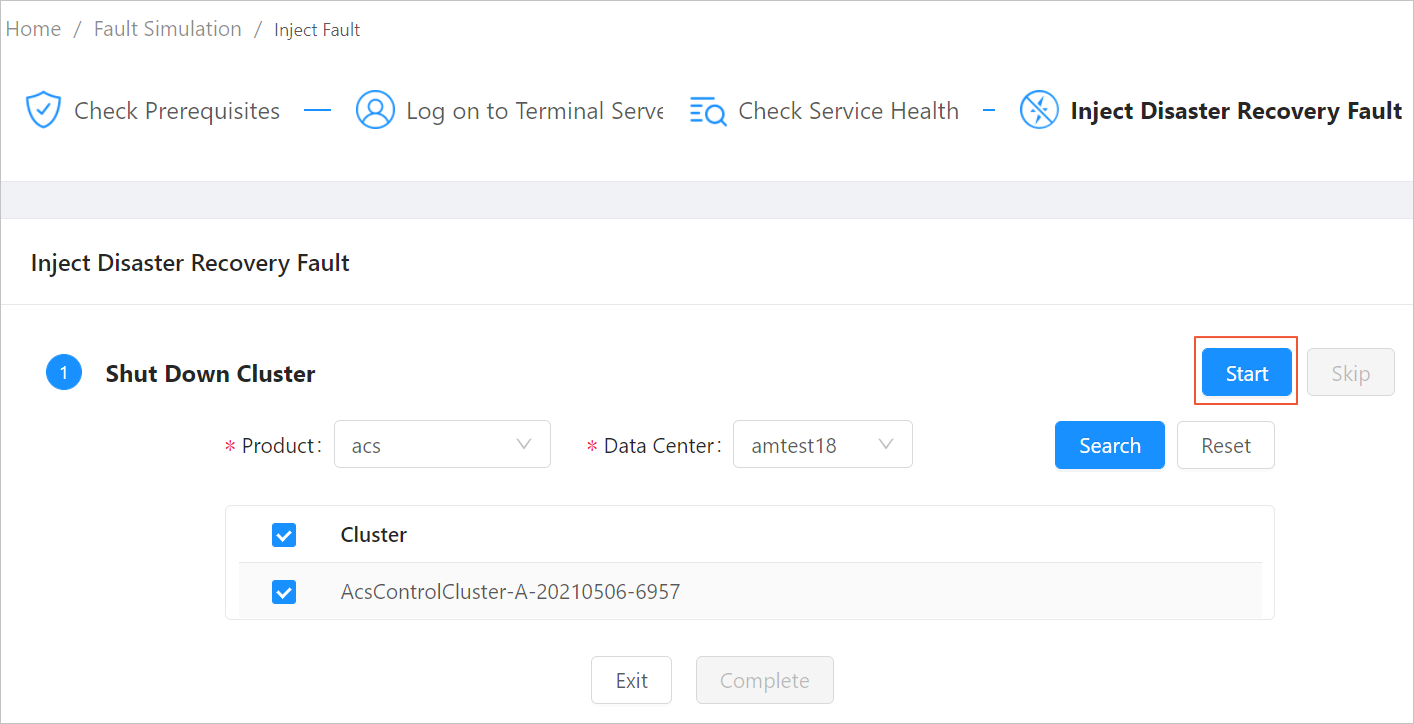 Home / Fault Simulation / Inject Fault
Check Prerequisites Log on to Terminal Serve Check Service Health Inject Disaster Recovery Fault
Inject Disaster Recovery Fault
1 Shut Down Cluster Start Skip
* Product: acs * Data Center: amtest18 Search Reset
Cluster
AcsControlCluster-A-20210506-6957
Exit Complete